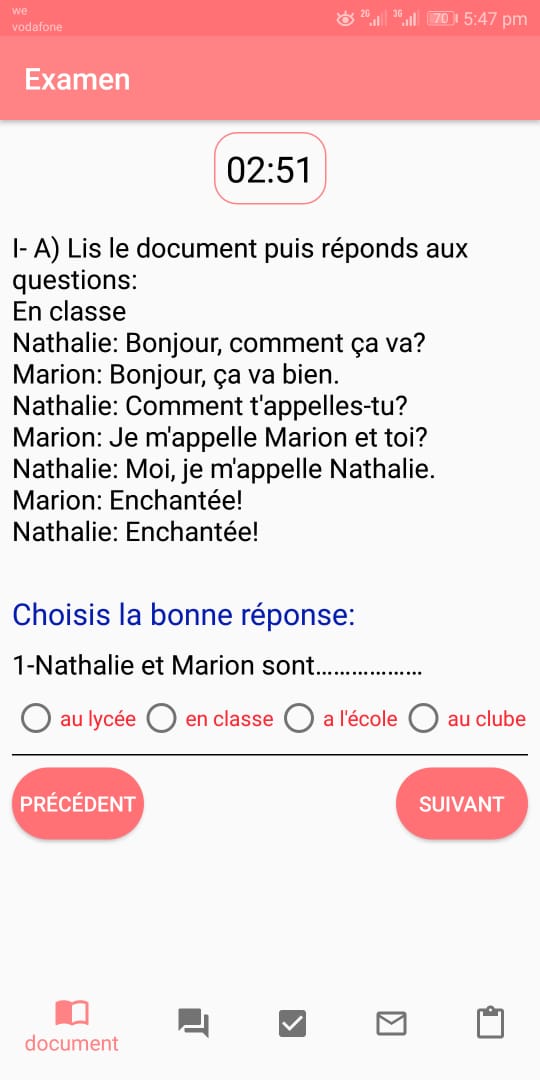 we
vodafone
2G 3G 70 5:47 pm
Examen
02:51
I- A) Lis le document puis réponds aux
questions:
En classe
Nathalie: Bonjour, comment ça va?
Marion: Bonjour, ça va bien.
Nathalie: Comment t'appelles-tu?
Marion: Je m'appelle Marion et toi?
Nathalie: Moi, je m'appelle Nathalie.
Marion: Enchantée!
Nathalie: Enchantée!
Choisis la bonne réponse:
1-Nathalie et Marion sont..................
au lycée en classe a l'école au clube
PRÉCÉDENT SUIVANT
document